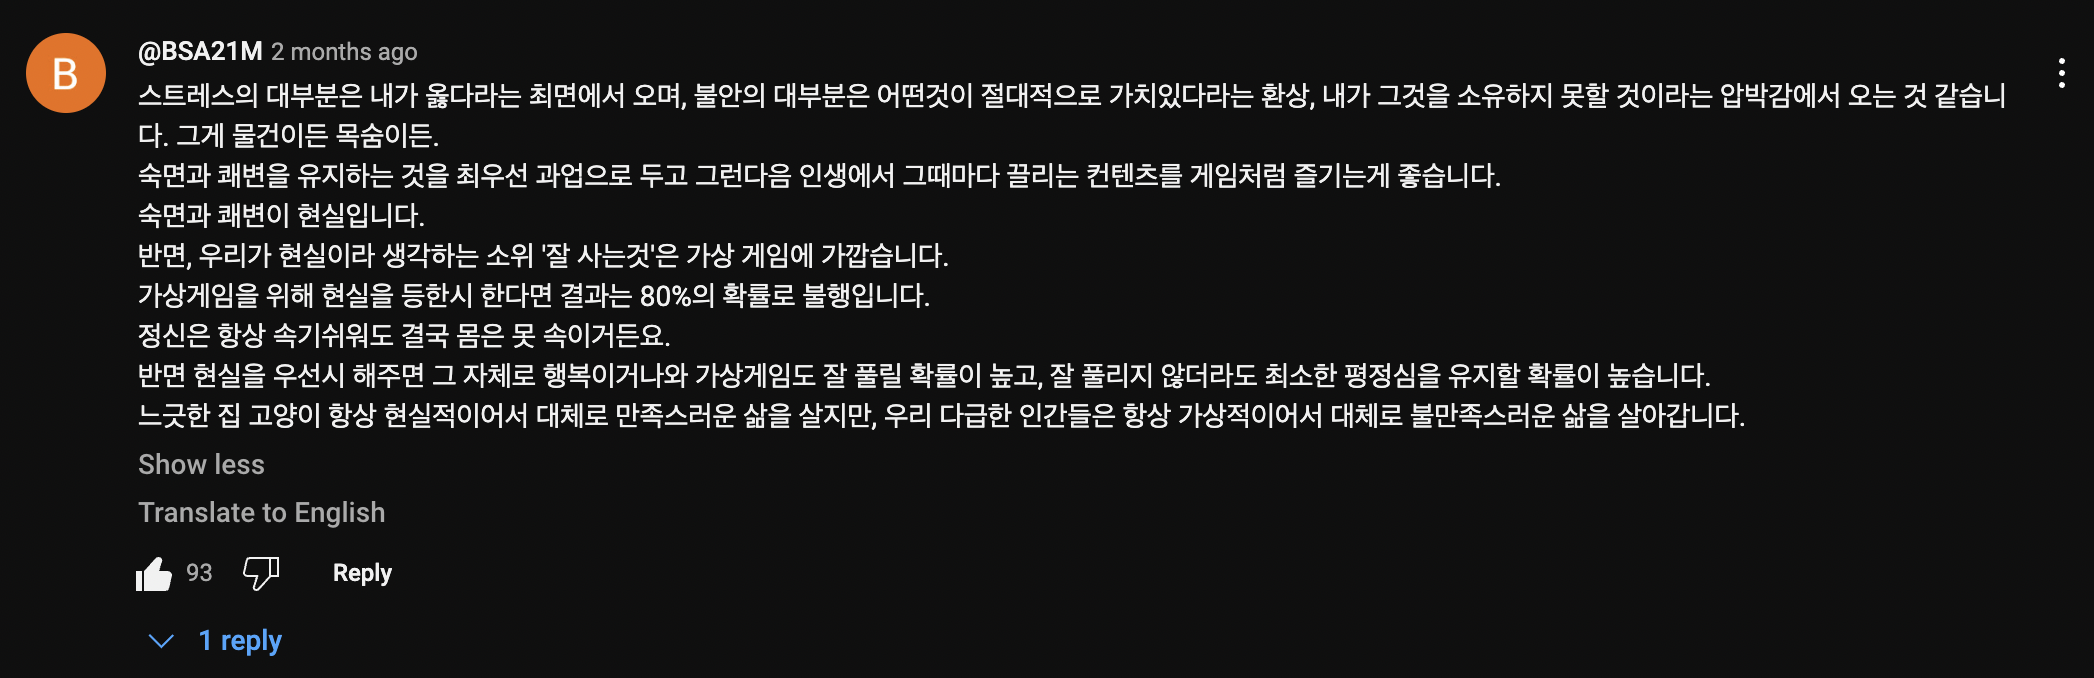 B
@BSA21M 2 months ago
스트레스의 대부분은 내가 옳다라는 최면에서 오며, 불안의 대부분은 어떤것이 절대적으로 가치있다라는 환상, 내가 그것을 소유하지 못할 것이라는 압박감에서 오는 것 같습니
다. 그게 물건이든 목숨이든.
숙면과 쾌변을 유지하는 것을 최우선 과업으로 두고 그런다음 인생에서 그때마다 끌리는 컨텐츠를 게임처럼 즐기는게 좋습니다.
숙면과 쾌변이 현실입니다.
반면, 우리가 현실이라 생각하는 소위 '잘 사는것'은 가상 게임에 가깝습니다.
가상게임을 위해 현실을 등한시 한다면 결과는 80%의 확률로 불행입니다.
정신은 항상 속기쉬워도 결국 몸은 못 속이거든요.
반면 현실을 우선시 해주면 그 자체로 행복이거나와 가상게임도 잘 풀릴 확률이 높고, 잘 풀리지 않더라도 최소한 평정심을 유지할 확률이 높습니다.
느긋한 집 고양이 항상 현실적이어서 대체로 만족스러운 삶을 살지만, 우리 다급한 인간들은 항상 가상적이어서 대체로 불만족스러운 삶을 살아갑니다.
Show less
Translate to English
93 Reply
1 reply